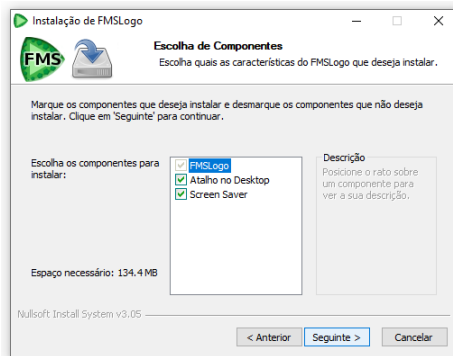 Instalação de FMSLogo
FMS
Escolha de Componentes
Escolha quais as características do FMSLogo que deseja instalar.
Marque os componentes que deseja instalar e desmarque os componentes que não deseja
instalar. Clique em 'Seguinte' para continuar.
Escolha os componentes para
instalar:
FMSLogo
Atalho no Desktop
Screen Saver
Descrição
Posicione o rato sobre
um componente para
ver a sua descrição.
Espaço necessário: 134.4 MB
Nullsoft Install System v3.05
< Anterior
Seguinte >
Cancelar